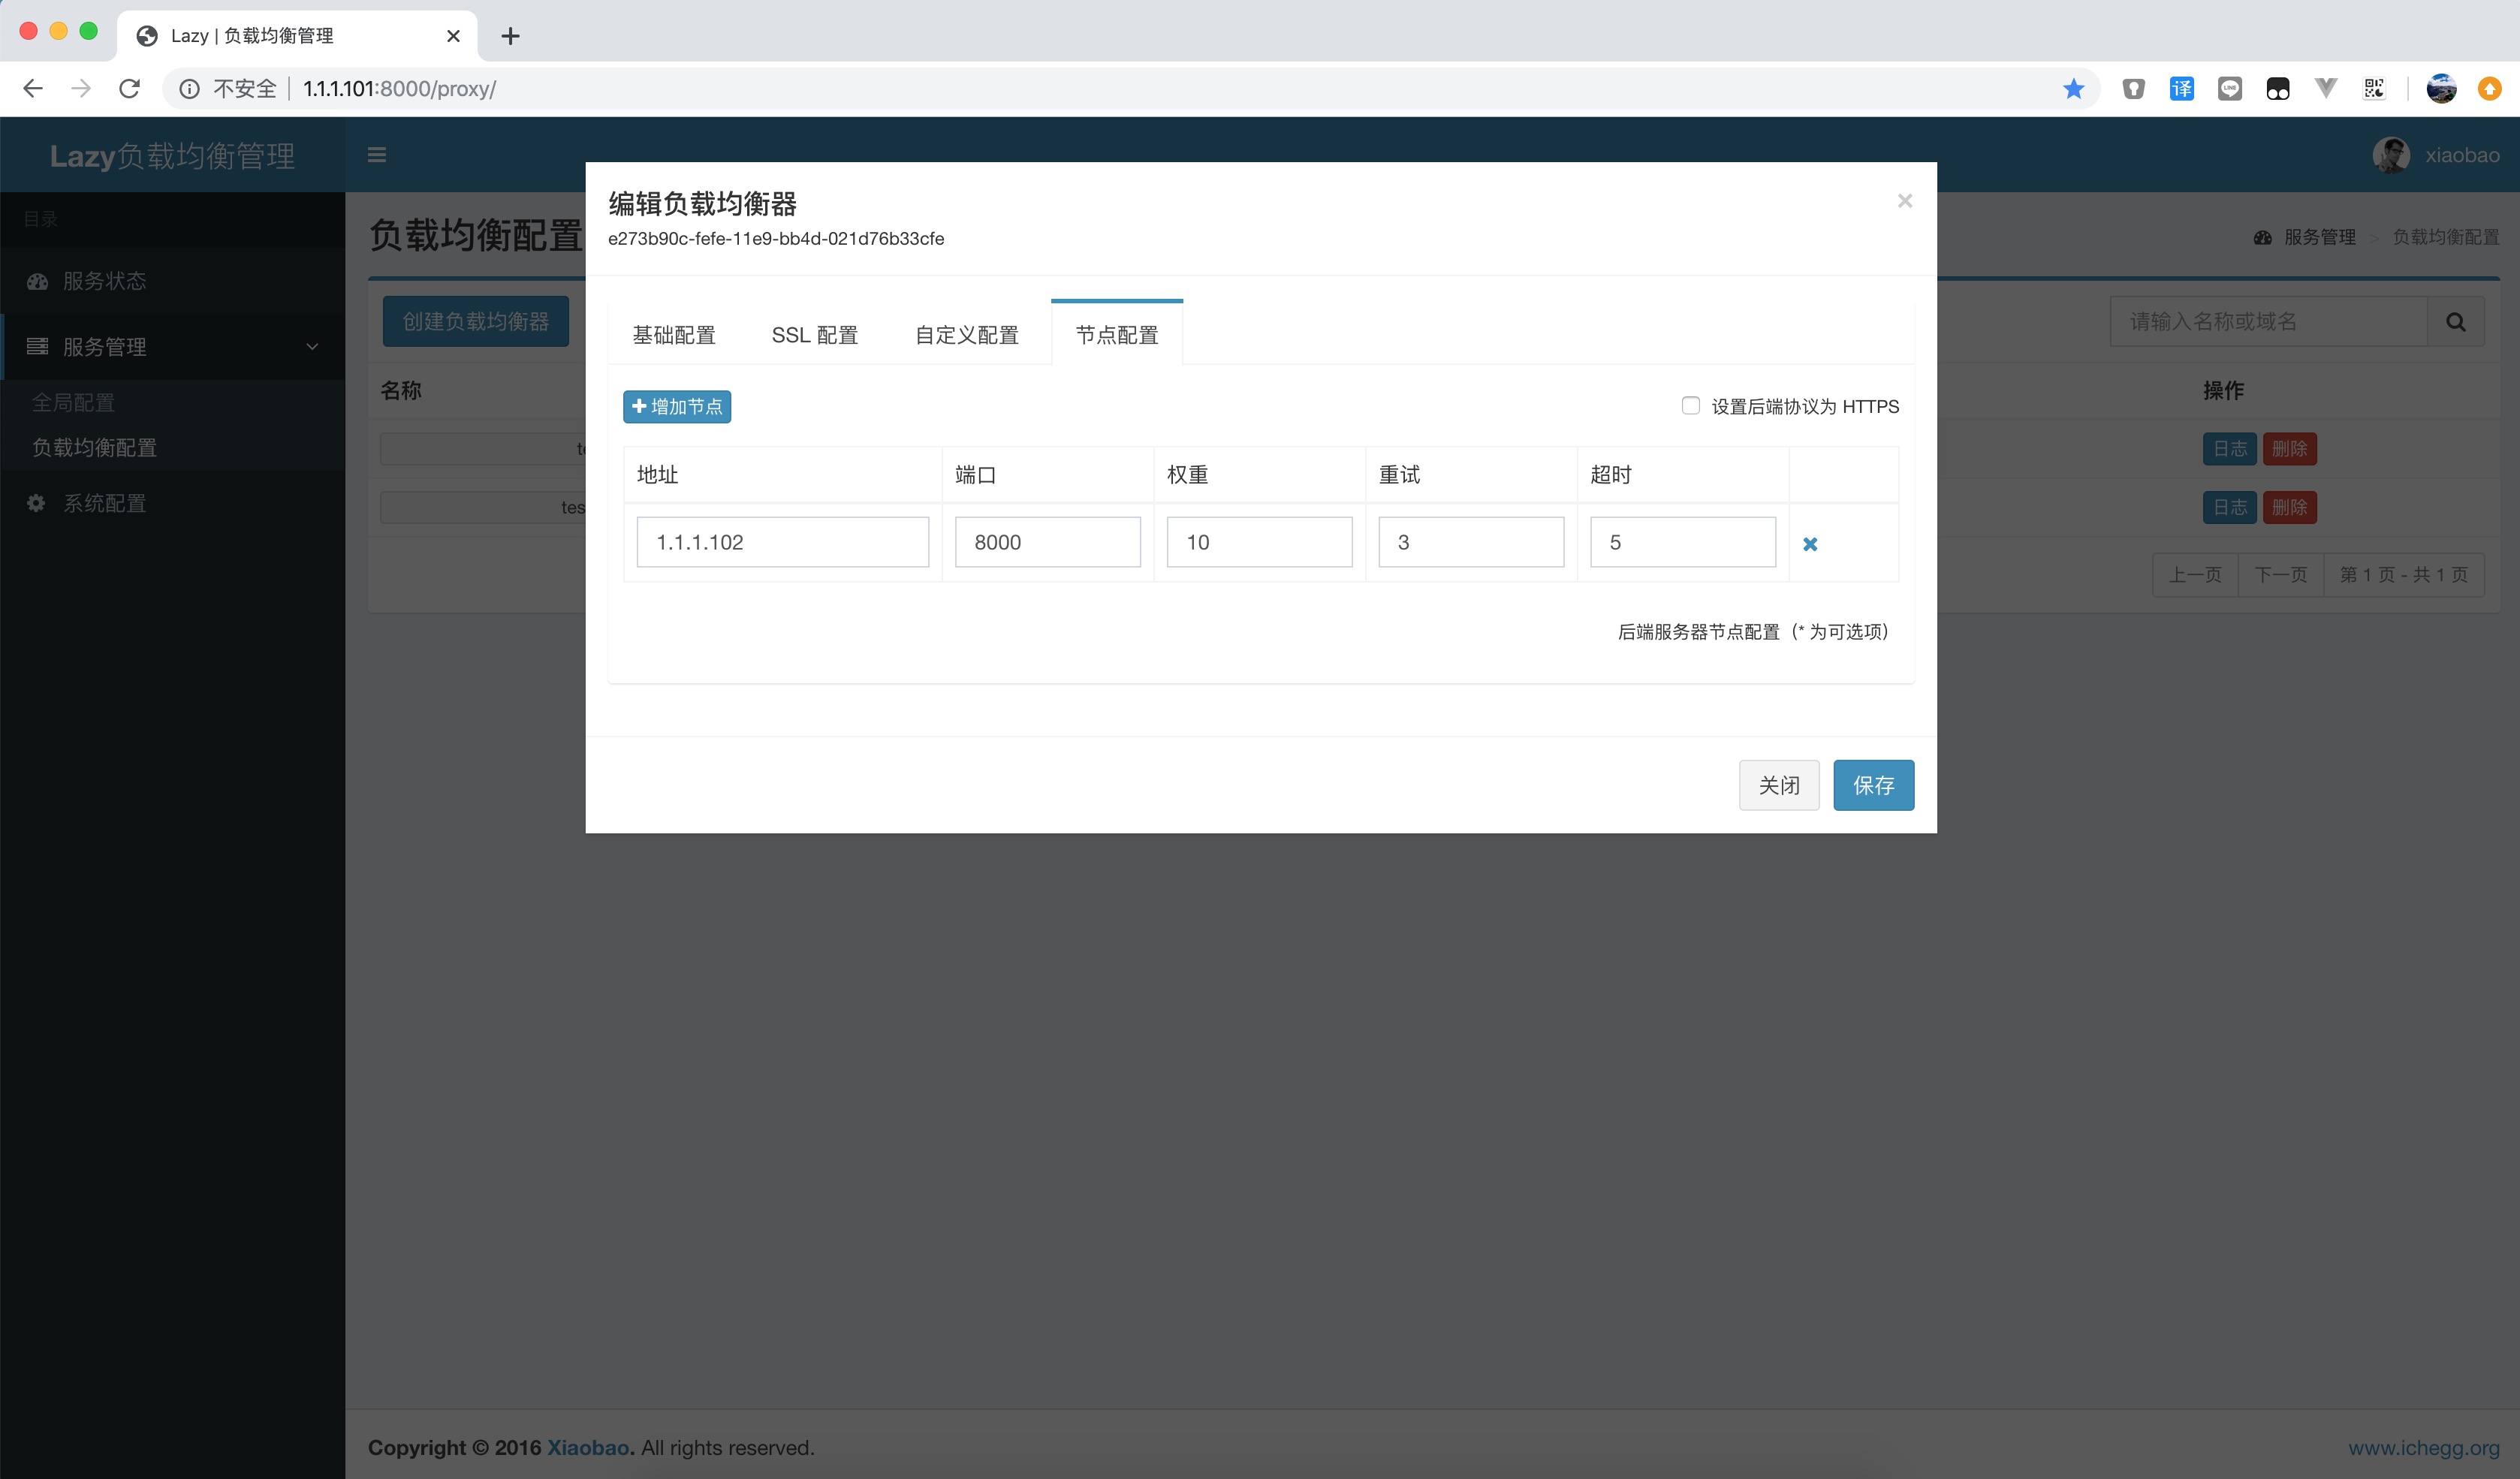 Lazy | 负载均衡管理
不安全 | 1.1.1.101:8000/proxy/
译
LINE
Lazy负载均衡管理
xiaobao
目录
服务状态
服务管理
全局配置
负载均衡配置
系统配置
负载均衡配置
服务管理 > 负载均衡配置
创建负载均衡器
请输入名称或域名
名称
操作
日志 删除
tes
日志 删除
上一页 下一页 第 1 页 - 共 1 页
编辑负载均衡器
e273b90c-fefe-11e9-bb4d-021d76b33cfe
基础配置 SSL 配置 自定义配置 节点配置
增加节点
设置后端协议为 HTTPS
地址 端口 权重 重试 超时
1.1.1.102 8000 10 3 5
后端服务器节点配置（* 为可选项）
关闭 保存
Copyright © 2016 Xiaobao. All rights reserved.
www.ichegg.org